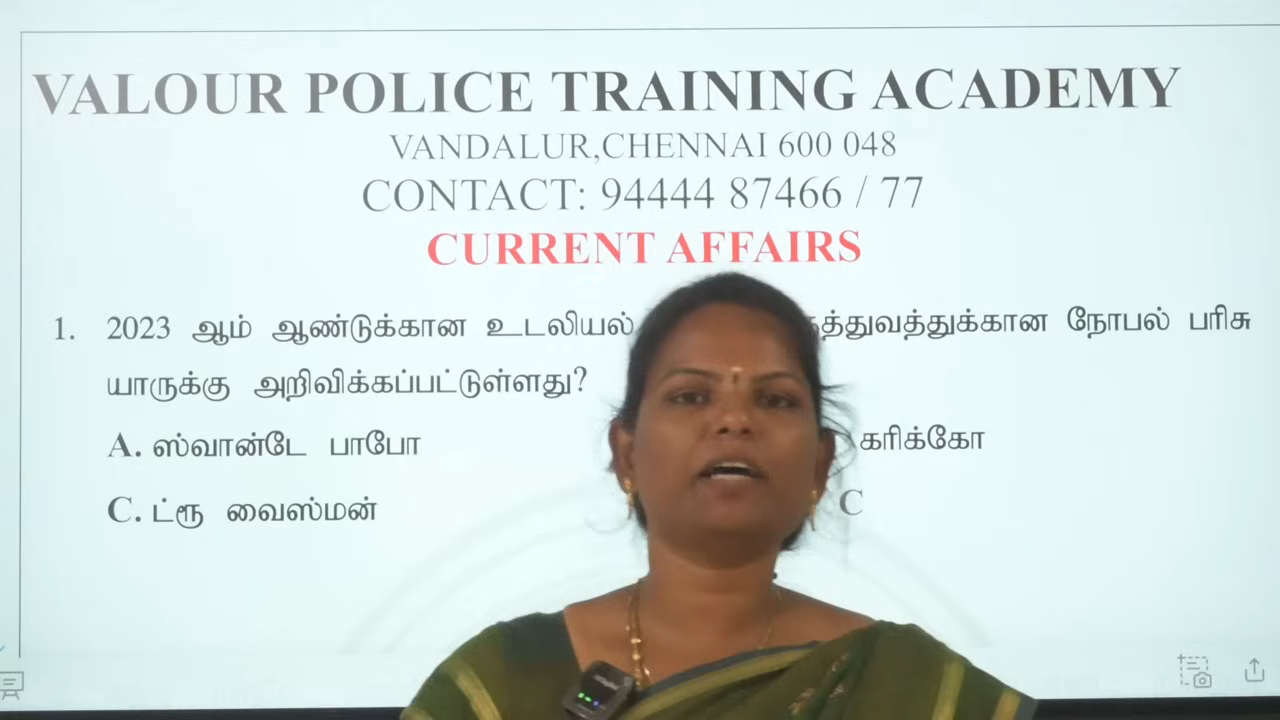 VALOUR POLICE TRAINING ACADEMY
VANDALUR,CHENNAI 600 048
CONTACT: 94444 87466 / 77
CURRENT AFFAIRS
1. 2023 ஆம் ஆண்டுக்கான உடலியல் நோபல் பரிசு
யாருக்கு அறிவிக்கப்பட்டுள்ளது?
A. ஸ்வான்டே பாபோ கரிக்கோ
C. ட்ரூ வைஸ்மன் C